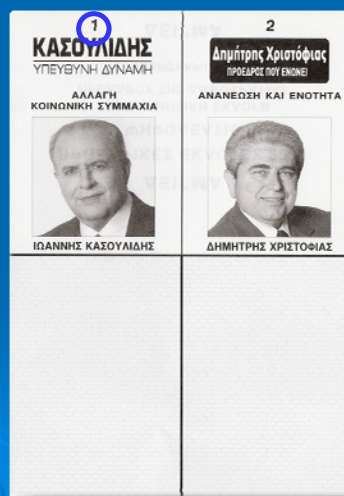 1
ΚΑΣΟΥΛΙΔΗΣ
ΥΠΕΥΘΥΝΗ ΔΥΝΑΜΗ
ΑΛΛΑΓΗ
ΚΟΙΝΩΝΙΚΗ ΣΥΜΜΑΧΙΑ
ΙΩΑΝΝΗΣ ΚΑΣΟΥΛΙΔΗΣ
2
Δημήτρης Χριστόφιας
ΠΡΟΕΔΡΟΣ ΠΟΥ ΕΝΩΝΕΙ
ΑΝΑΝΕΩΣΗ ΚΑΙ ΕΝΟΤΗΤΑ
ΔΗΜΗΤΡΗΣ ΧΡΙΣΤΟΦΙΑΣ